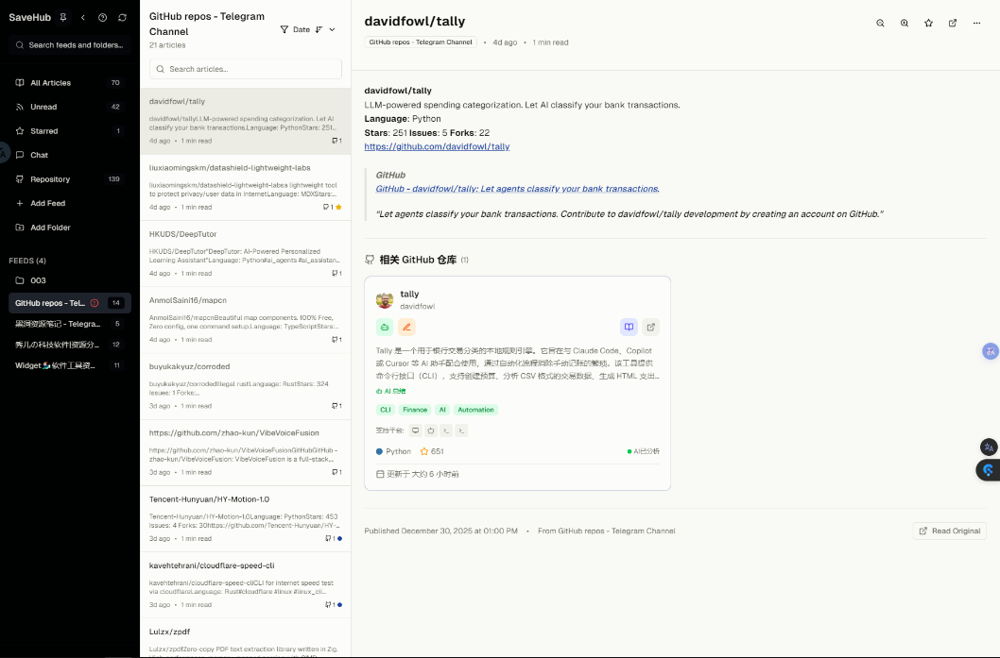 SaveHub
Search feeds and folders...
All Articles 70
Unread 42
Starred 1
Chat
Repository 139
Add Feed
Add Folder
FEEDS (4)
003
GitHub repos - Tel... 14
黑洞资源笔记 - Telegra... 5
秀儿の科技软件|资源分... 12
Widget🏖️软件工具资... 11
GitHub repos - Telegram
Channel
21 articles
Date
Search articles...
davidfowl/tally
davidfowl/tallyLLM-powered spending categorization. Let AI
classify your bank transactions.Language: PythonStars: 251...
4d ago • 1 min read 1
liuxiaomingskm/datashield-lightweight-labs
liuxiaomingskm/datashield-lightweight-labsa lightweight tool
to protect privacy/user data in InternetLanguage: MDXStars:...
4d ago • 1 min read 1
HKUDS/DeepTutor
HKUDS/DeepTutor"DeepTutor: AI-Powered Personalized
Learning Assistant"Language: Python#ai_agents #ai_assistan...
4d ago • 1 min read 1
AnmolSaini16/mapcn
AnmolSaini16/mapcnBeautiful map components. 100% Free,
Zero config, one command setup.Language: TypeScriptStars:...
4d ago • 1 min read 1
buyukakyuz/corroded
buyukakyuz/corrodedIllegal rustLanguage: RustStars: 324
Issues: 1 Forks:...
3d ago • 1 min read 1
https://github.com/zhao-kun/VibeVoiceFusion
https://github.com/zhao-kun/VibeVoiceFusionGitHubGitHub -
zhao-kun/VibeVoiceFusion: VibeVoiceFusion is a full-stack,...
3d ago • 1 min read 1
Tencent-Hunyuan/HY-Motion-1.0
Tencent-Hunyuan/HY-Motion-1.0Language: PythonStars: 453
Issues: 4 Forks: 30https://github.com/Tencent-Hunyuan/HY-...
3d ago • 1 min read 1
kavehtehrani/cloudflare-speed-cli
kavehtehrani/cloudflare-speed-cliCLI for internet speed test
via cloudflareLanguage: Rust#cloudflare #linux #linux_cli...
3d ago • 1 min read 1
Lulzx/zpdf
Lulzx/zpdfZero-copy PDF text extraction library written in Zig.
davidfowl/tally
GitHub repos - Telegram Channel • 4d ago • 1 min read
davidfowl/tally
LLM-powered spending categorization. Let AI classify your bank transactions.
Language: Python
Stars: 251 Issues: 5 Forks: 22
https://github.com/davidfowl/tally
GitHub
GitHub - davidfowl/tally: Let agents classify your bank transactions.
"Let agents classify your bank transactions. Contribute to davidfowl/tally development by creating an account on GitHub."
相关 GitHub 仓库 (1)
tally
davidfowl
Tally 是一个用于银行交易分类的本地规则引擎。它旨在与 Claude Code、Copilot
或 Cursor 等 AI 助手配合使用，通过自动化流程消除手动记账的繁琐。该工具提供
命令行接口（CLI），支持创建预算、分析 CSV 格式的交易数据、生成 HTML 支出...
AI 总结
CLI Finance AI Automation
支持平台:
Python 651 AI已分析
更新于 大约 6 小时前
Published December 30, 2025 at 01:00 PM • From GitHub repos - Telegram Channel
Read Original